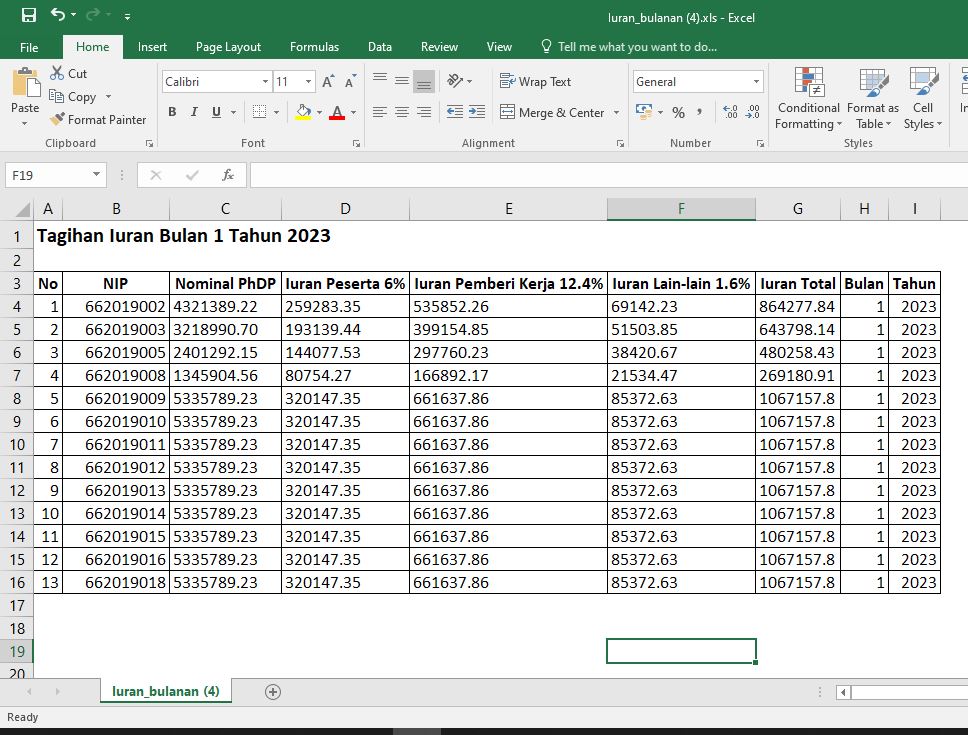 Iuran_bulanan (4).xls - Excel
File Home Insert Page Layout Formulas Data Review View Tell me what you want to do...
Cut
Copy
Format Painter
Paste
Clipboard
Calibri 11
B I U
Font
Wrap Text
Merge & Center
Alignment
General
Number
Conditional Formatting
Format as Table
Cell Styles
Styles
F19 fx
A B C D E F G H I
1 Tagihan Iuran Bulan 1 Tahun 2023
2
3 No NIP Nominal PhDP Iuran Peserta 6% Iuran Pemberi Kerja 12.4% Iuran Lain-lain 1.6% Iuran Total Bulan Tahun
4 1 662019002 4321389.22 259283.35 535852.26 69142.23 864277.84 1 2023
5 2 662019003 3218990.70 193139.44 399154.85 51503.85 643798.14 1 2023
6 3 662019005 2401292.15 144077.53 297760.23 38420.67 480258.43 1 2023
7 4 662019008 1345904.56 80754.27 166892.17 21534.47 269180.91 1 2023
8 5 662019009 5335789.23 320147.35 661637.86 85372.63 1067157.8 1 2023
9 6 662019010 5335789.23 320147.35 661637.86 85372.63 1067157.8 1 2023
10 7 662019011 5335789.23 320147.35 661637.86 85372.63 1067157.8 1 2023
11 8 662019012 5335789.23 320147.35 661637.86 85372.63 1067157.8 1 2023
12 9 662019013 5335789.23 320147.35 661637.86 85372.63 1067157.8 1 2023
13 10 662019014 5335789.23 320147.35 661637.86 85372.63 1067157.8 1 2023
14 11 662019015 5335789.23 320147.35 661637.86 85372.63 1067157.8 1 2023
15 12 662019016 5335789.23 320147.35 661637.86 85372.63 1067157.8 1 2023
16 13 662019018 5335789.23 320147.35 661637.86 85372.63 1067157.8 1 2023
17
18
19
20
Iuran_bulanan (4)
Ready